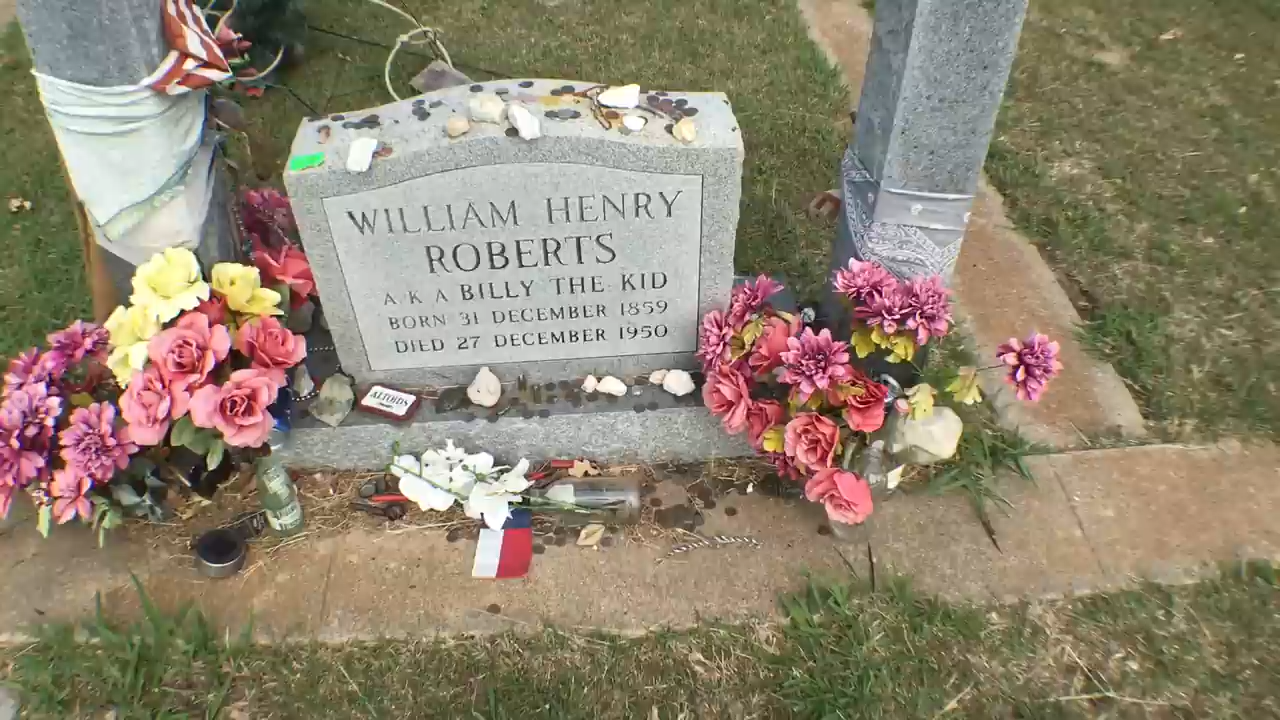 WILLIAM HENRY
ROBERTS
A K A BILLY THE KID
BORN 31 DECEMBER 1859
DIED 27 DECEMBER 1950
ALTOIDS